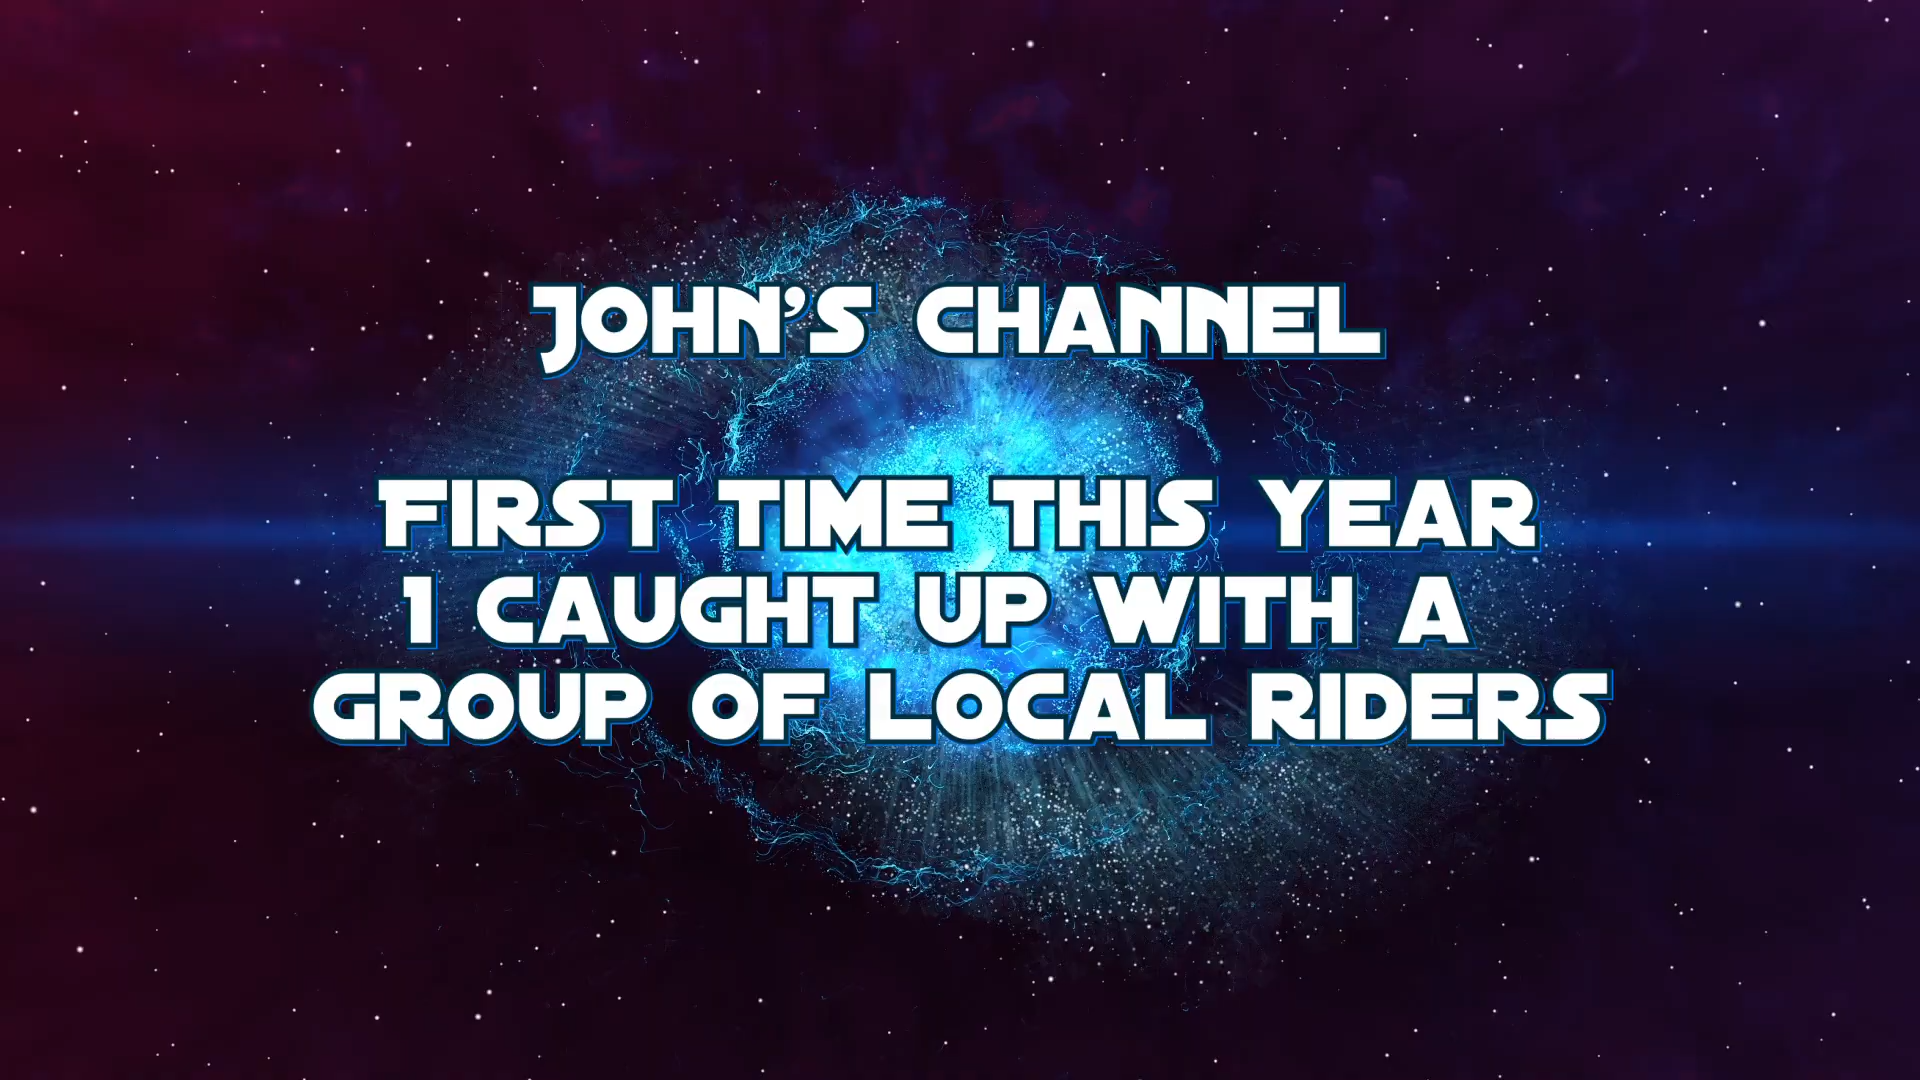 JOHN'S CHANNEL
FIRST TIME THIS YEAR
I CAUGHT UP WITH A
GROUP OF LOCAL RIDERS